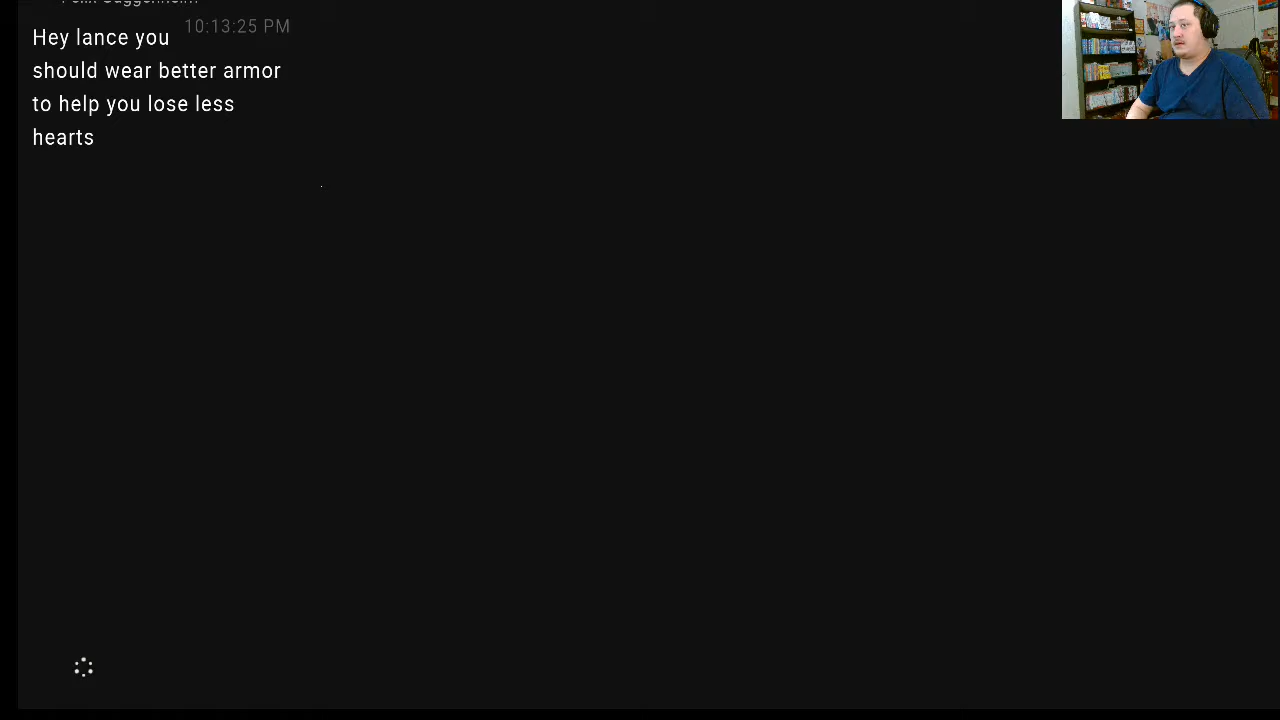 10:13:25 PM
Hey lance you
should wear better armor
to help you lose less
hearts